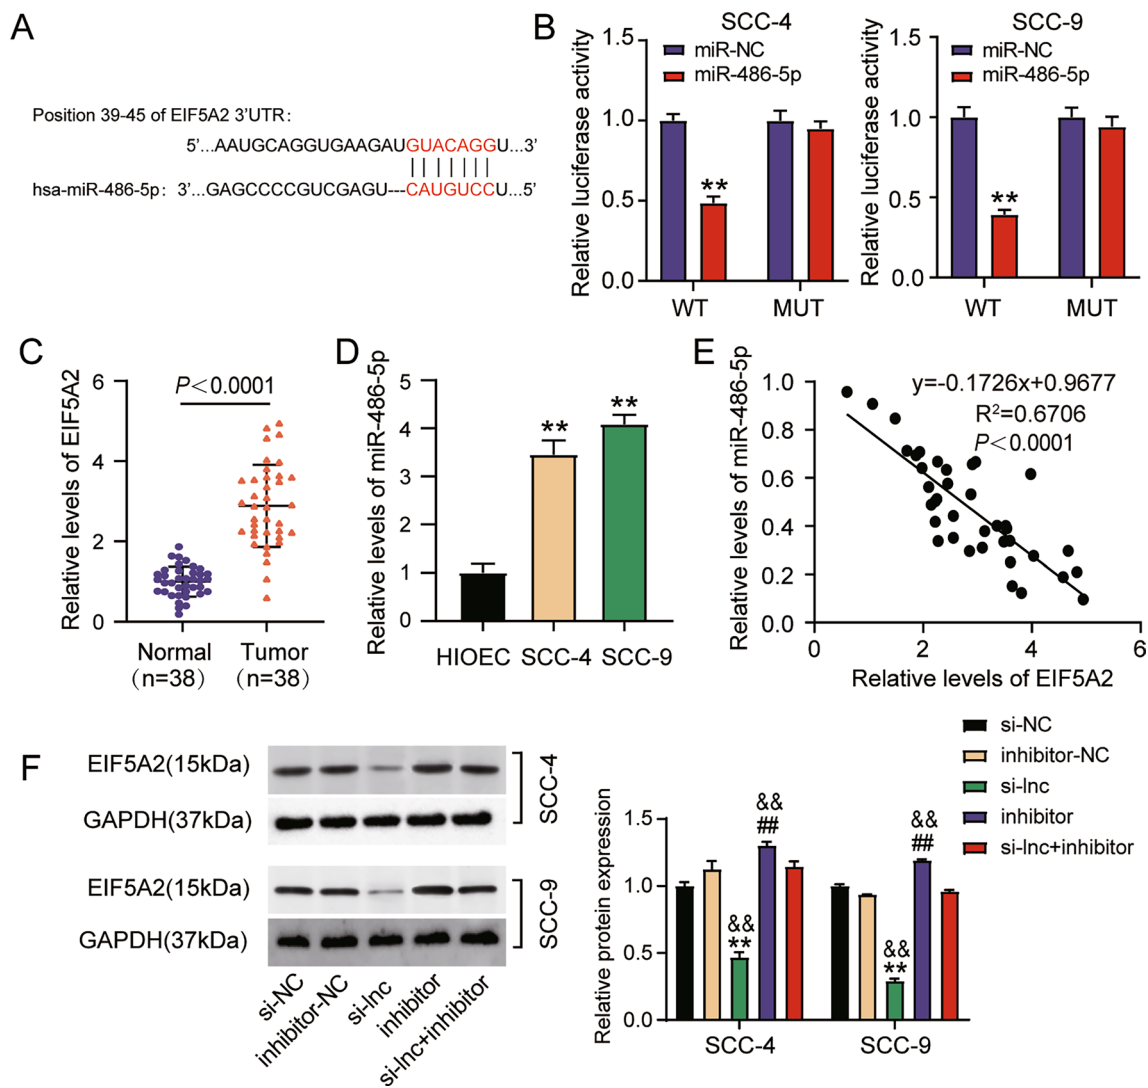 A
Position 39-45 of EIF5A2 3'UTR:
5'...AAUGCAGGUGAAGAUGUACAGGU...3'
hsa-miR-486-5p: 3'...GAGCCCCGUCGAGU---CAUGUCCU...5'
B
SCC-4
miR-NC
miR-486-5p
Relative luciferase activity
1.5
1.0
0.5
0.0
WT
MUT
**
SCC-9
miR-NC
miR-486-5p
Relative luciferase activity
1.5
1.0
0.5
0.0
WT
MUT
**
C
Relative levels of EIF5A2
P<0.0001
6
4
2
0
Normal
(n=38)
Tumor
(n=38)
D
Relative levels of miR-486-5p
5
4
3
2
1
0
**
**
HIOEC
SCC-4
SCC-9
E
Relative levels of miR-486-5p
1.0
0.8
0.6
0.4
0.2
0.0
y=-0.1726x+0.9677
R²=0.6706
P<0.0001
0
2
4
6
Relative levels of EIF5A2
F
EIF5A2(15kDa)
GAPDH(37kDa)
SCC-4
EIF5A2(15kDa)
GAPDH(37kDa)
SCC-9
si-NC
inhibitor-NC
si-lnc
inhibitor
si-lnc+inhibitor
si-NC
inhibitor-NC
si-lnc
inhibitor
si-lnc+inhibitor
Relative protein expression
1.5
1.0
0.5
0.0
&&
**
&&
##
&&
**
&&
##
SCC-4
SCC-9